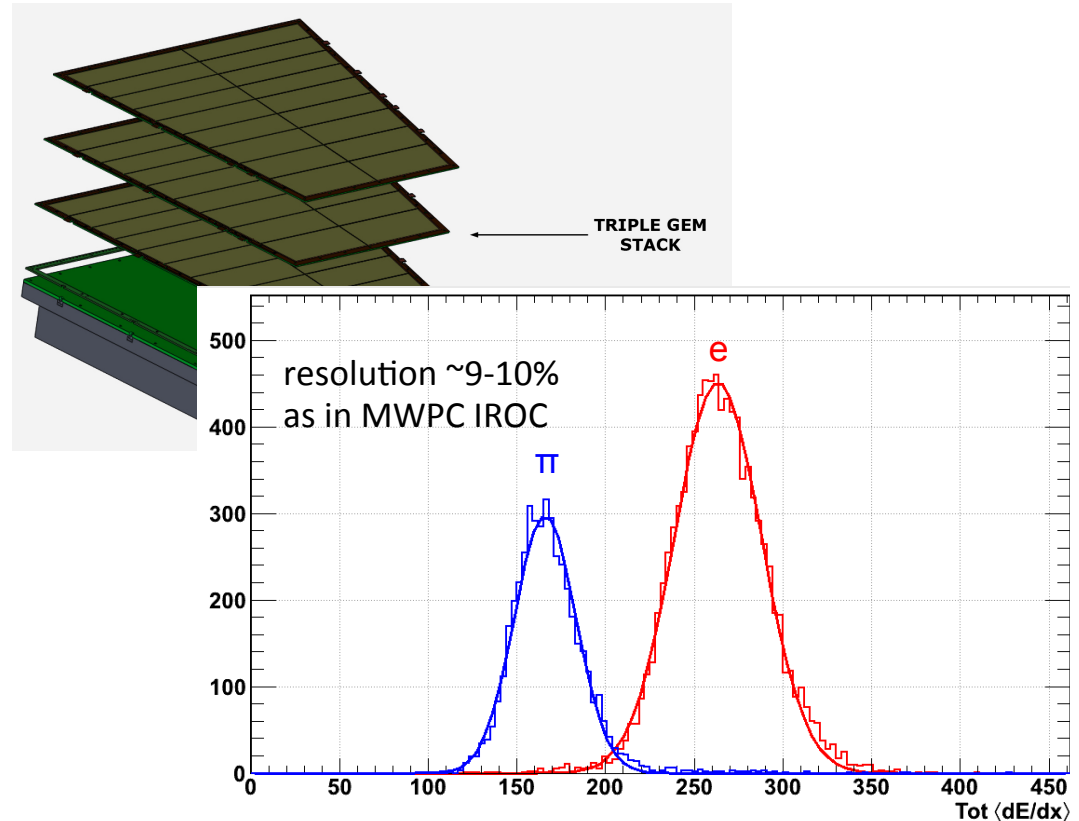 TRIPLE GEM
STACK
resolution ~9-10%
as in MWPC IROC
π
e
500
400
300
200
100
0
0 50 100 150 200 250 300 350 400 450
Tot ⟨dE/dx⟩